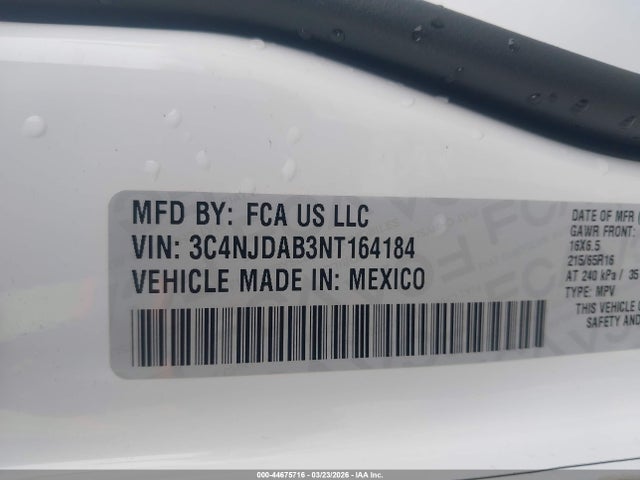 MFD BY: FCA US LLC
VIN: 3C4NJDAB3NT164184
VEHICLE MADE IN: MEXICO
DATE OF MFR
GAWR FRONT:
16X6.5
215/65R16
AT 240 kPa / 35
TYPE: MPV
THIS VEHICLE
SAFETY AND
000-44675716 - 03/23/2026 - IAA Corp.